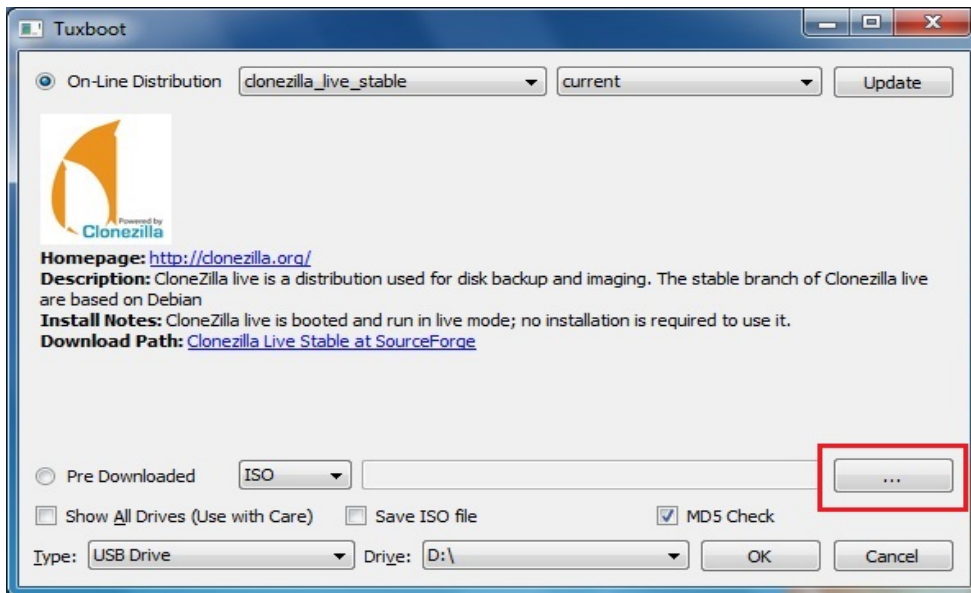 Tuxboot
On-Line Distribution clonezilla_live_stable current Update
Powered by
Clonezilla
Homepage: http://clonezilla.org/
Description: CloneZilla live is a distribution used for disk backup and imaging. The stable branch of Clonezilla live
are based on Debian
Install Notes: CloneZilla live is booted and run in live mode; no installation is required to use it.
Download Path: Clonezilla Live Stable at SourceForge
Pre Downloaded ISO ...
Show All Drives (Use with Care) Save ISO file MD5 Check
Type: USB Drive Drive: D:\ OK Cancel